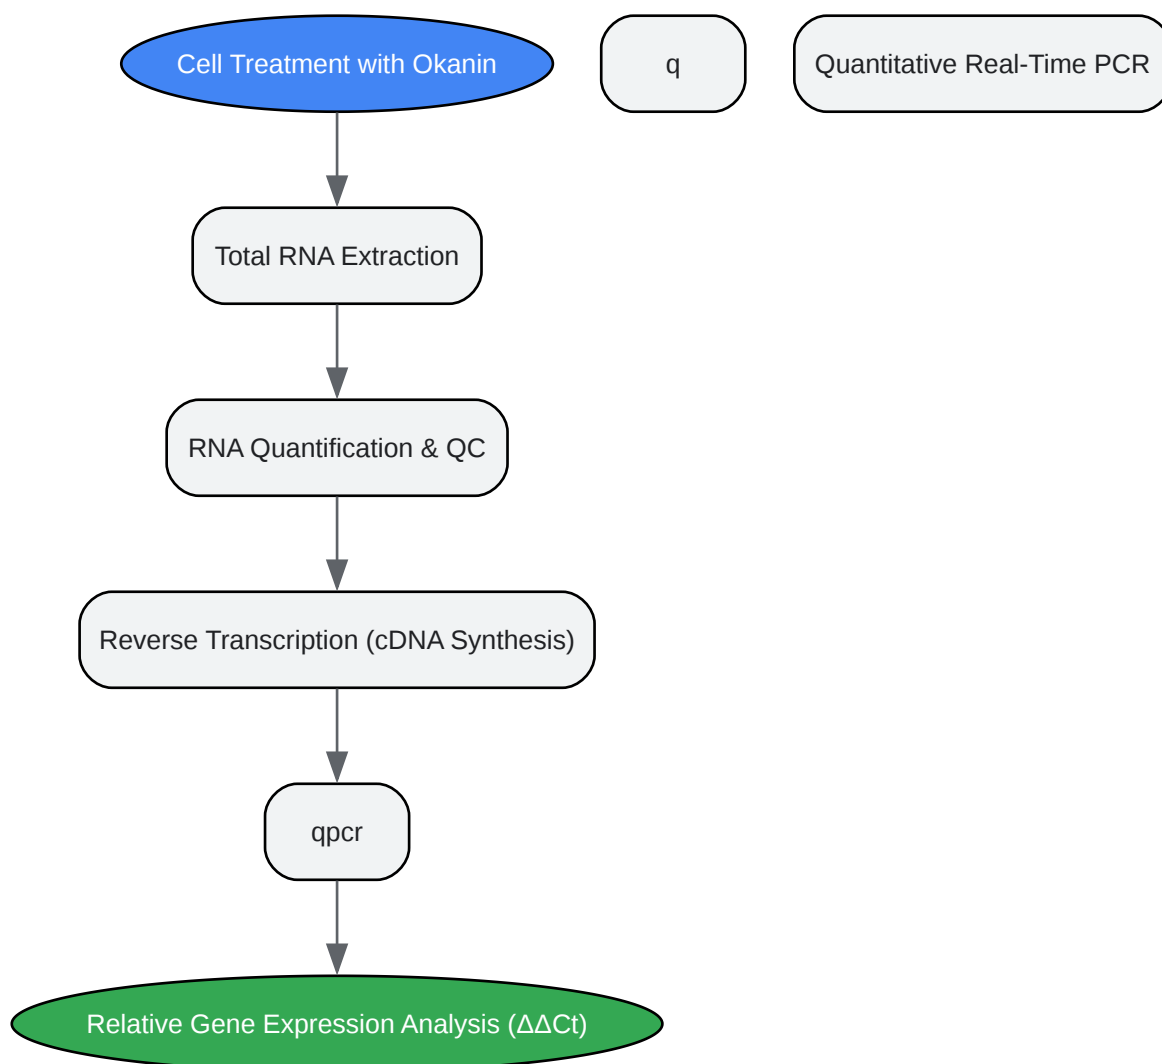 Cell Treatment with Okanin
q
Quantitative Real-Time PCR
Total RNA Extraction
RNA Quantification & QC
Reverse Transcription (cDNA Synthesis)
qpcr
Relative Gene Expression Analysis (ΔΔCt)